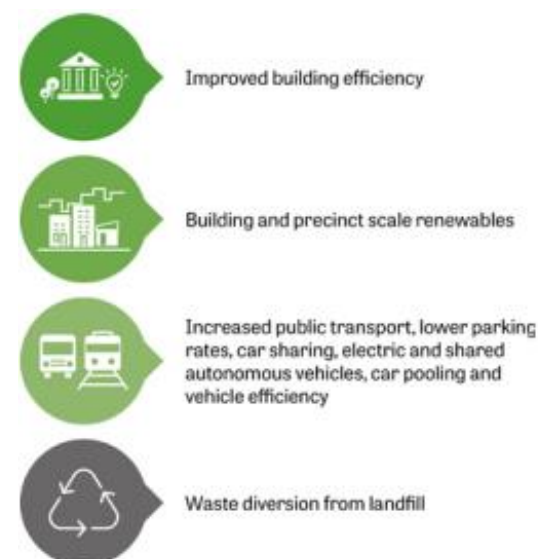 Improved building efficiency
Building and precinct scale renewables
Increased public transport, lower parking
rates, car sharing, electric and shared
autonomous vehicles, car pooling and
vehicle efficiency
Waste diversion from landfill